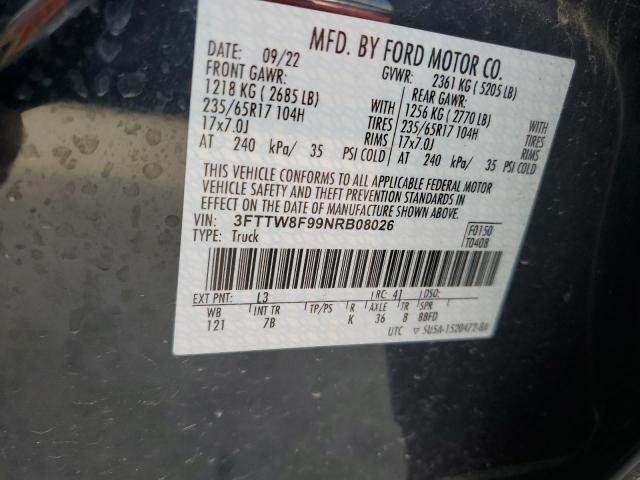 MFD. BY FORD MOTOR CO.
DATE: 09/22
GVWR: 2361 KG (5205 LB)
FRONT GAWR:
REAR GAWR:
1218 KG (2685 LB) WITH
1256 KG (2770 LB) WITH
235/65R17 104H TIRES
235/65R17 104H TIRES
17x7.0J RIMS
17x7.0J RIMS
AT 240 kPa/ 35 PSI COLD
AT 240 kPa/ 35 PSI COLD
THIS VEHICLE CONFORMS TO ALL APPLICABLE FEDERAL MOTOR
VEHICLE SAFETY AND THEFT PREVENTION STANDARDS IN EFFECT ON THE
DATE OF MANUFACTURE SHOWN ABOVE.
VIN: 3FTTW8F99NRB08026
F0150
TYPE: Truck
T0408
EXT PNT: L3 RC: 41 DSO:
WB INT TR TP/PS R AXLE TR SPR
121 7B K 36 8 BBFD
UTC ▽ 5U5A-1520472-BA